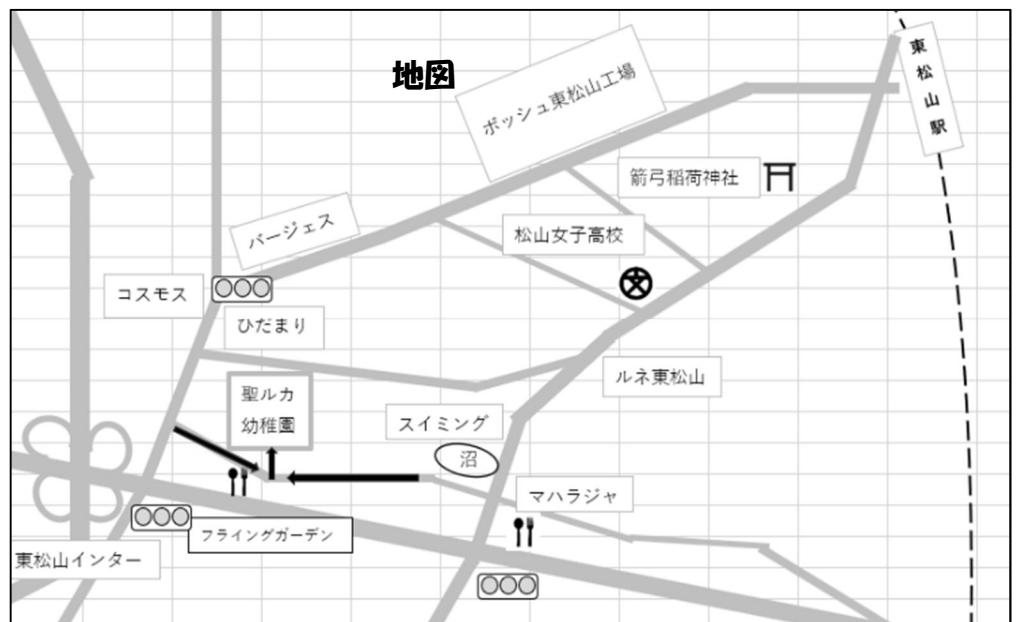 地図
東松山駅
ボッシュ東松山工場
箭弓稲荷神社
バージェス
松山女子高校
コスモス
ひだまり
ルネ東松山
聖ルカ
幼稚園
スイミング
沼
マハラジャ
フライングガーデン
東松山インター